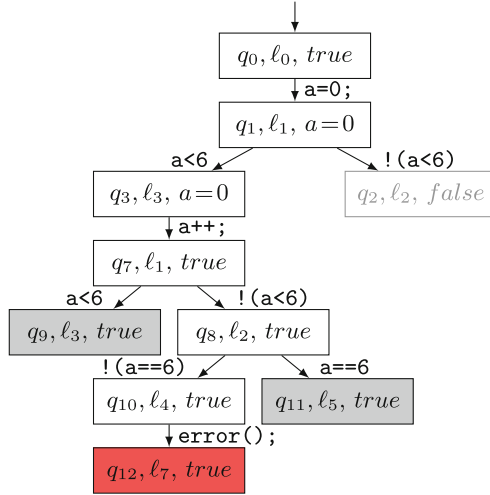 q0, ℓ0, true
a=0;
q1, ℓ1, a=0
a<6 !(a<6)
q3, ℓ3, a=0 q2, ℓ2, false
a++;
q7, ℓ1, true
a<6 !(a<6)
q9, ℓ3, true q8, ℓ2, true
!(a==6) a==6
q10, ℓ4, true q11, ℓ5, true
error();
q12, ℓ7, true